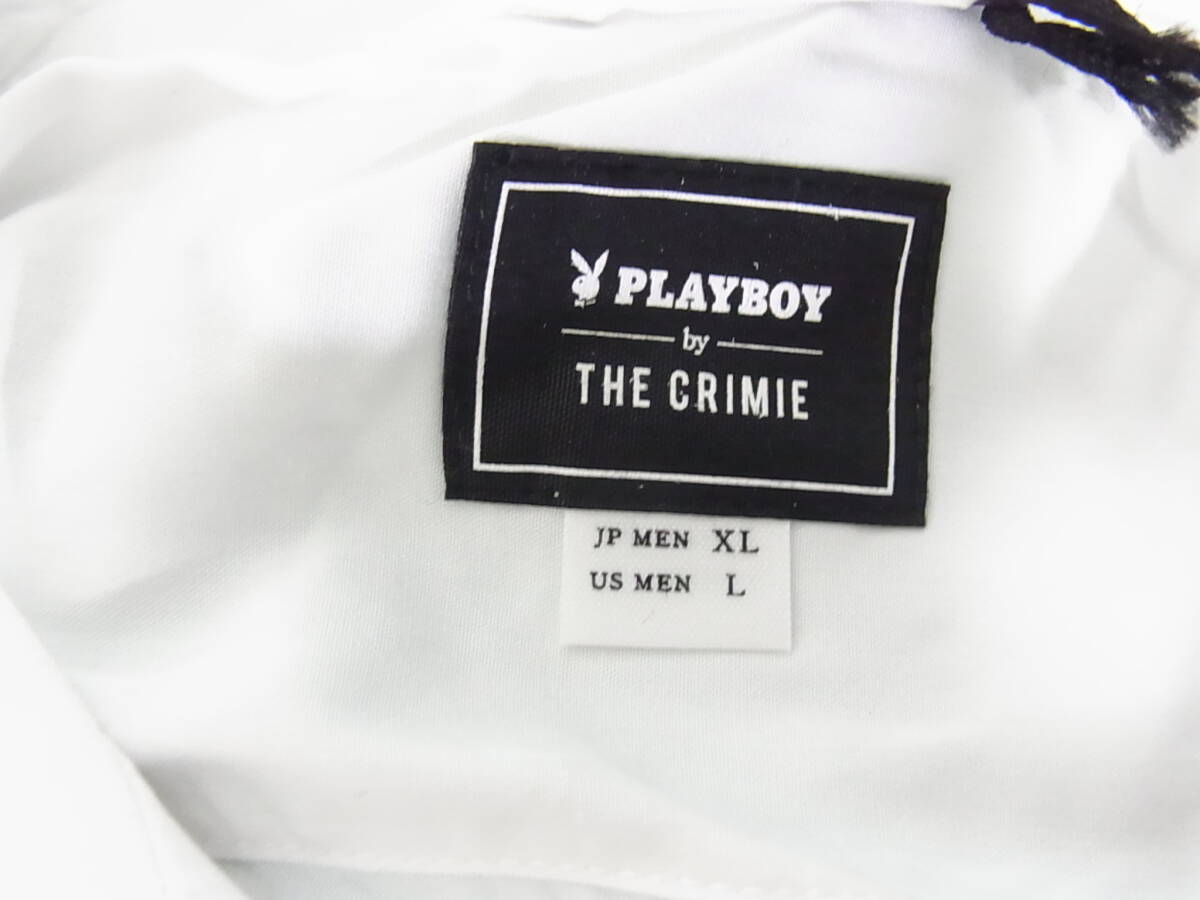 PLAYBOY
by
THE CRIMIE
JP MEN XL
US MEN L